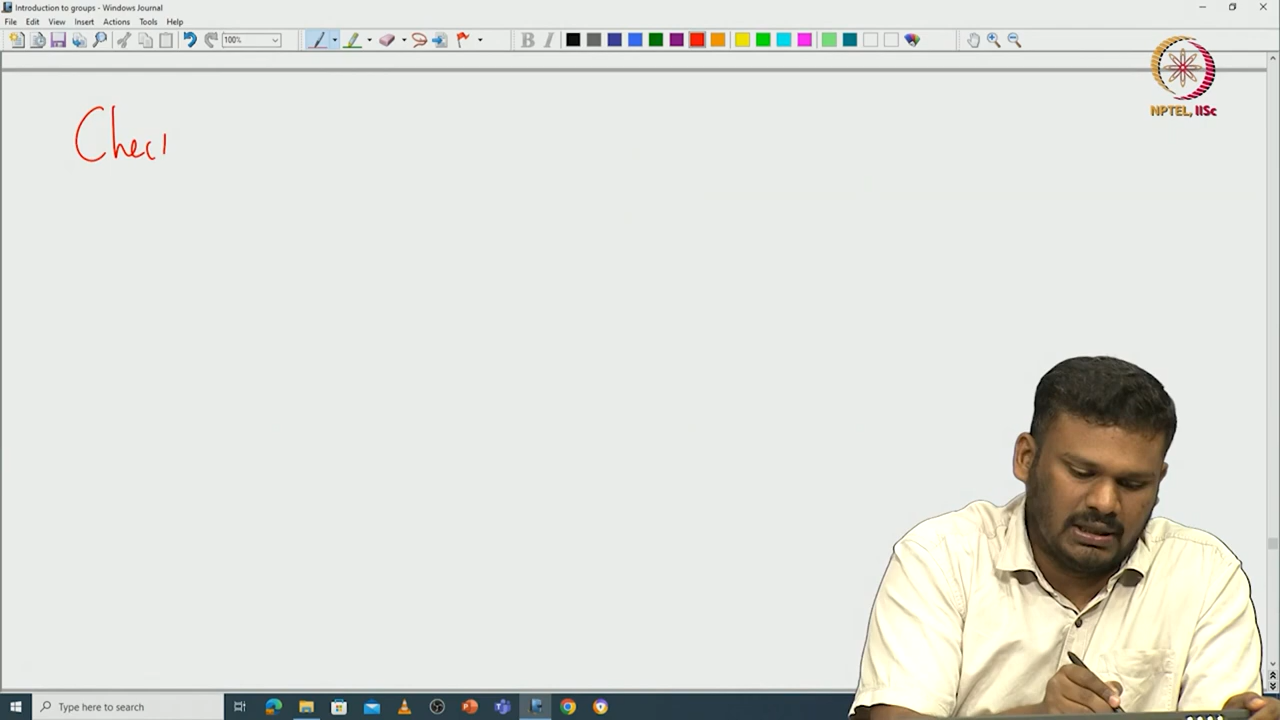 Introduction to groups - Windows Journal
File Edit View Insert Actions Tools Help
100%
B I
NPTEL, IISc
Chec
Type here to search